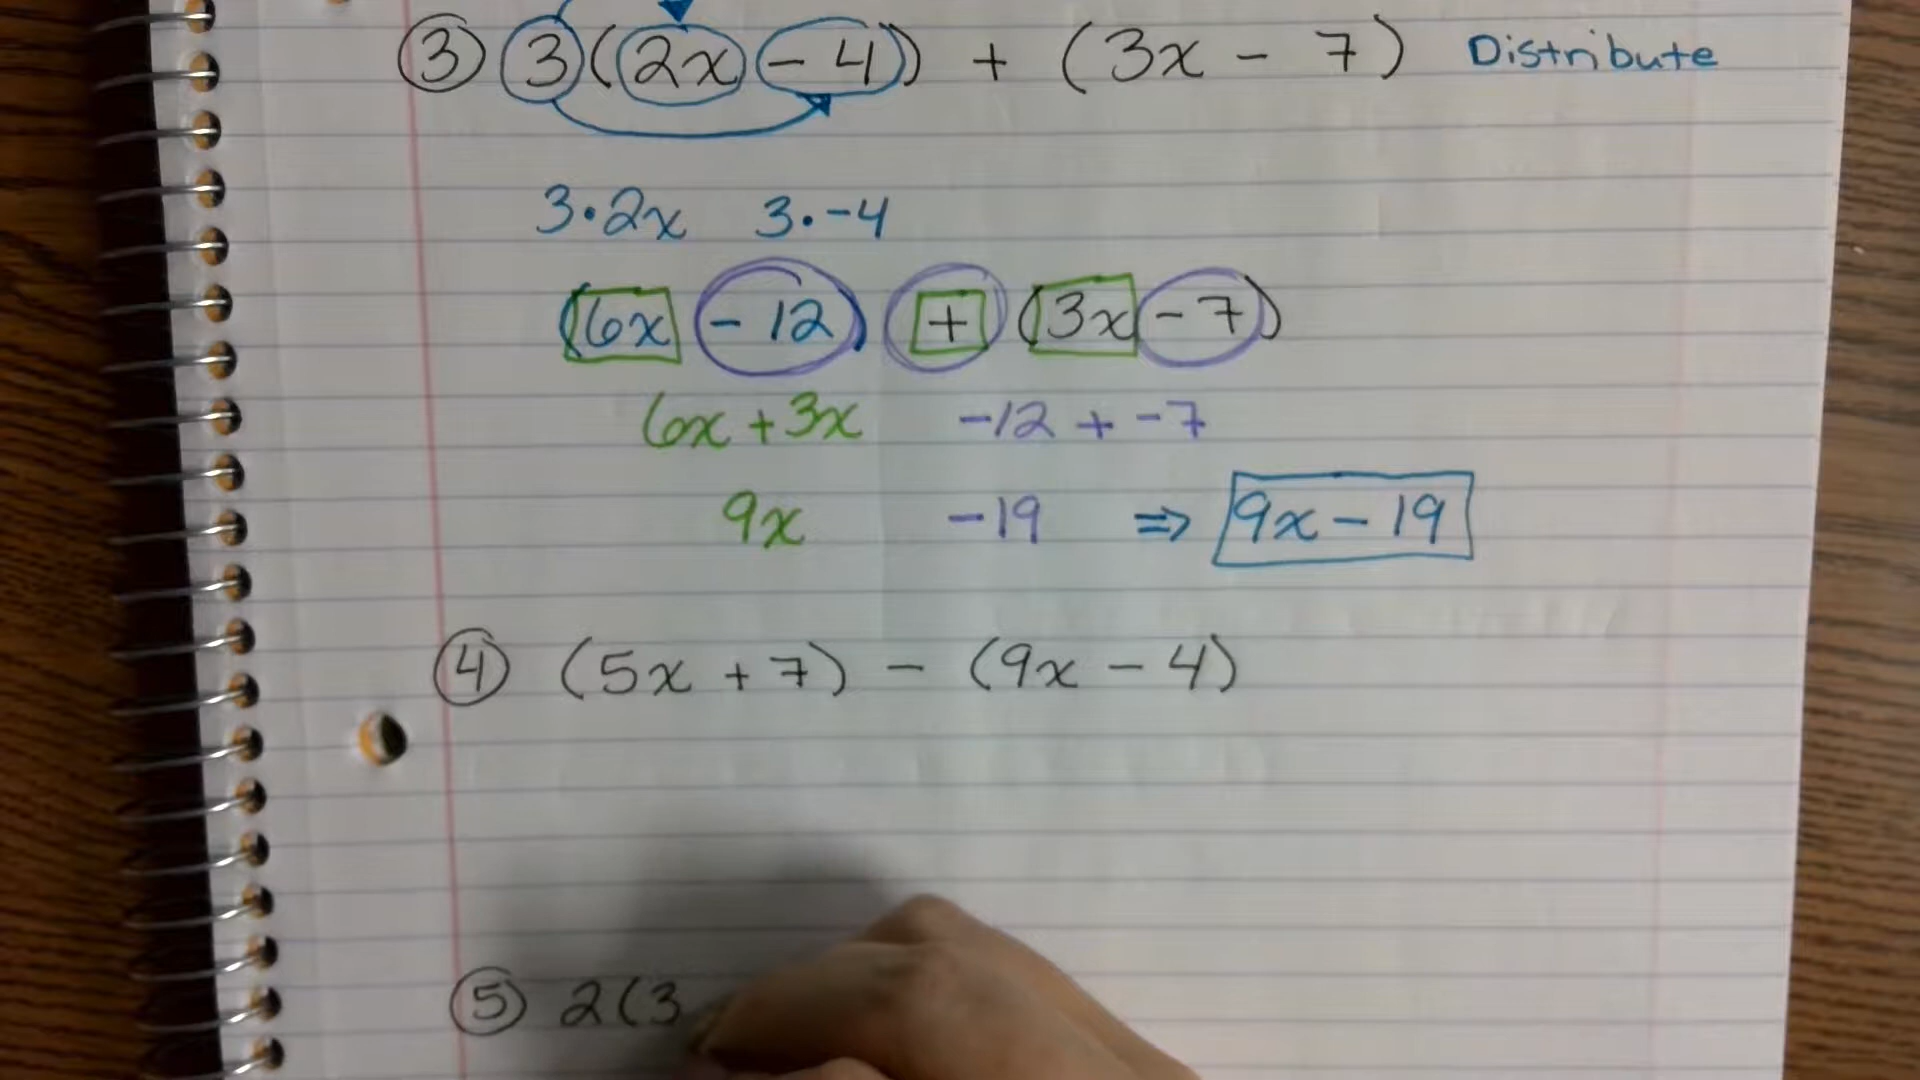 ③ 3(2x - 4) + (3x - 7) Distribute
3•2x 3•-4
(6x - 12) + (3x - 7)
6x + 3x -12 + -7
9x -19 ⇒ 9x - 19
④ (5x + 7) - (9x - 4)
⑤ 2(3